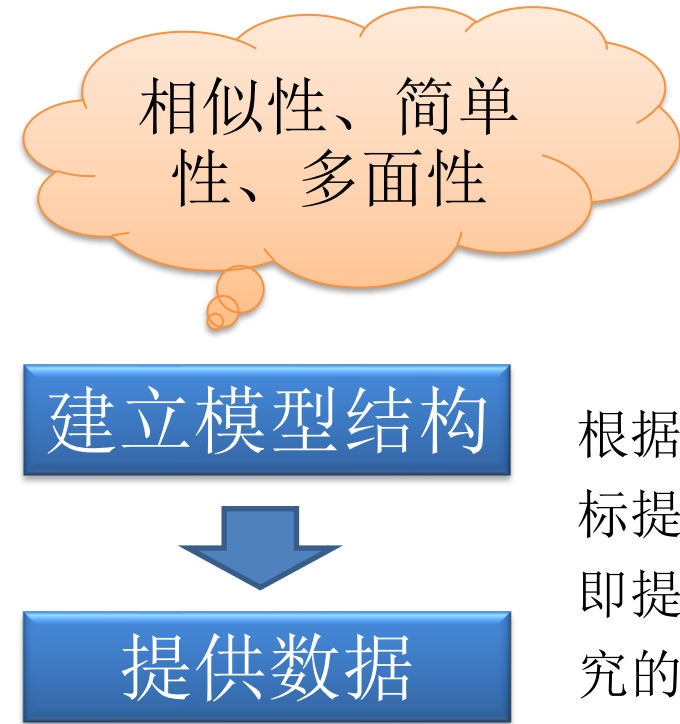 相似性、简单
性、多面性
建立模型结构
根据
标提
即提
究的
提供数据